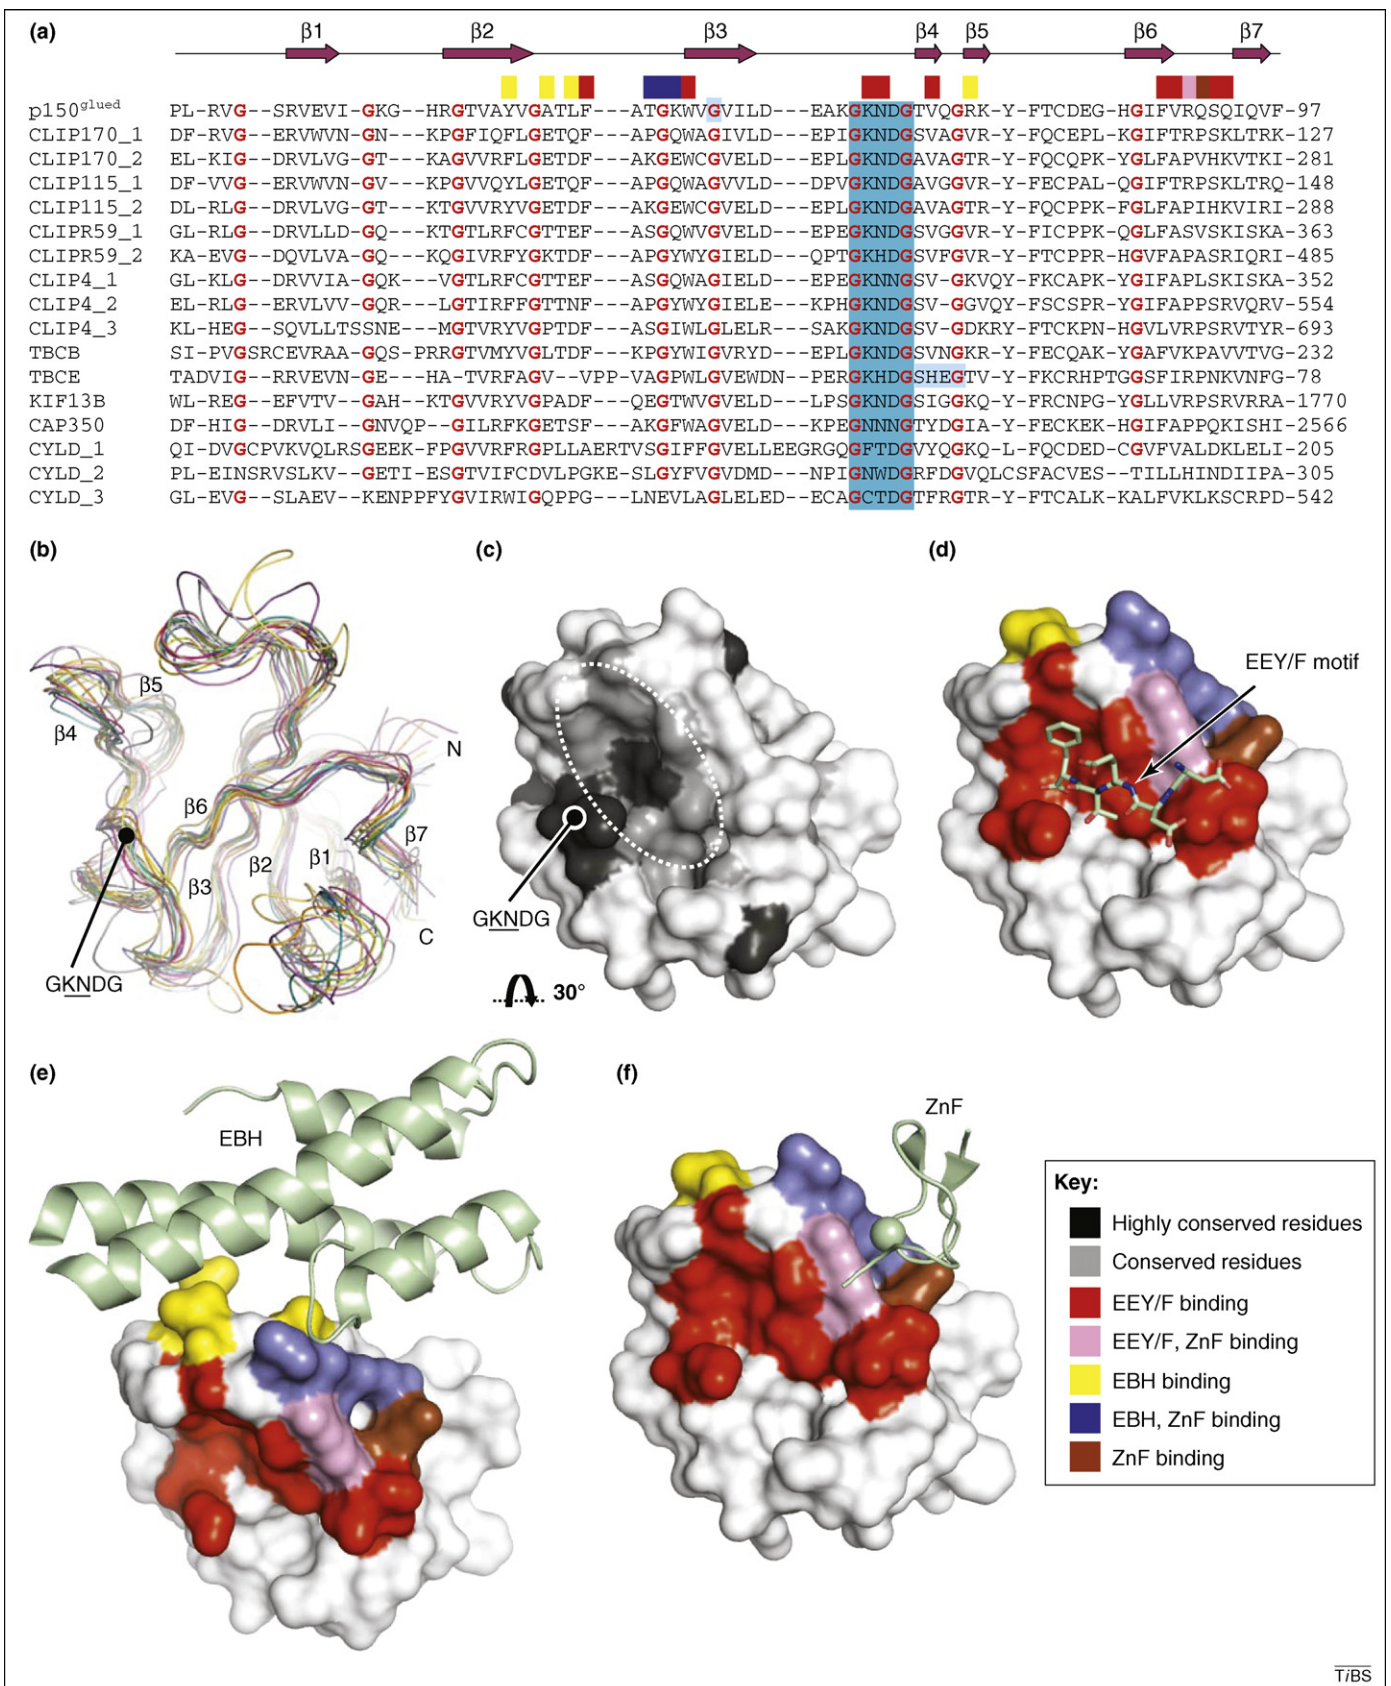 (a)
β1 β2 β3 β4 β5 β6 β7
p150glued PL-RVG--SRVEVI-GKG--HRGTVAYVGATLF---ATGKWVGVILD---EAKGKNDGTVQGRK-Y-FTCDEG-HGIFVRQSQIQVF-97
CLIP170_1 DF-RVG--ERVWVN-GN---KPGFIQFLGETQF---APGQWAGIVLD---EPIGKNDGSVAGVR-Y-FQCEPL-KGIFTRPSKLTRK-127
CLIP170_2 EL-KIG--DRVLVG-GT---KAGVVRFLGETDF---AKGEWCGVELD---EPLGKNDGAVAGTR-Y-FQCQPK-YGLFAPVHKVTKI-281
CLIP115_1 DF-VVG--ERVWVN-GV---KPGVVQYLGETQF---APGQWAGVVLD---DPVGKNDGAVGGVR-Y-FECPAL-QGIFTRPSKLTRQ-148
CLIP115_2 DL-RLG--DRVLVG-GT---KTGVVRYVGETDF---AKGEWCGVELD---EPLGKNDGAVAGTR-Y-FQCPPK-FGLFAPIHKVIRI-288
CLIPR59_1 GL-RLG--DRVLLD-GQ---KTGTLRFCGTTEF---ASGQWVGVELD---EPEGKNDGSVGGVR-Y-FICPPK-QGLFASVSKISKA-363
CLIPR59_2 KA-EVG--DQVLVA-GQ---KQGIVRFYGKTDF---APGYWYGIELD---QPTGKHDGSVFGVR-Y-FTCPPR-HGVFAPASRIQRI-485
CLIP4_1 GL-KLG--DRVVIA-GQK---VGTLRFCGTTEF---ASGQWAGIELD---EPEGKNNGSV-GKVQY-FKCAPK-YGIFAPLSKISKA-352
CLIP4_2 EL-RLG--ERVLVV-GQR---LGTIRFFGTTNF---APGYWYGIELE---KPHGKNDGSV-GGVQY-FSCSPR-YGIFAPPSRVQRV-554
CLIP4_3 KL-HEG--SQVLLTSSNE---MGTVRYVGPTDF---ASGIWLGLELR---SAKGKNDGSV-GDKRY-FTCKPN-HGVLVRPSRVTYR-693
TBCB SI-PVGSRCEVRAA-GQS-PRRGTVMYVGLTDF---KPGYWIGVRYD---EPLGKNDGSVNGKR-Y-FECQAK-YGAFVKPAVVTVG-232
TBCE TADVIG--RRVEVN-GE---HA-TVRFAGV--V-PP-VAGPWLGVEWDN--PERGKHDGSHEGTV-Y-FKCRHPTGGSFIRPNKVNFG-78
KIF13B WL-REG--EFVTV--GAH--KTGVVRYVGPADF---QEGTWVGVELD---LPSGKNDGSIGGKQ-Y-FRCNPG-YGLLVRPSRVRRA-1770
CAP350 DF-HIG--DRVLI--GNVQP--GILRFKGETSF---AKGFWAGVELD---KPEGNNNGTYDGIA-Y-FECKEK-HGIFAPPQKISHI-2566
CYLD_1 QI-DVGCPVKVQLRSGEEK-FPGVVRFRGPLLAERTVSGIFFGVELLEEGRGQGFTDGVYQGKQ-L-FQCDED-CGVFVALDKLELI-205
CYLD_2 PL-EINSRVSLKV--GETI-ESGTVIFCDVLPGKE-SLGYFVGVDMD---NPIGNWDGRFDGVQLCSFACVES--TILLHINDIIPA-305
CYLD_3 GL-EVG--SLAEV--KENPPFYGVIRWIGQPPG---LNEVLAGLELED--ECAGCTDGTFRGTR-Y-FTCALK-KALFVKLKSCRPD-542
(b)
β1 β2 β3 β4 β5 β6 β7
N
C
GKNDG
(c)
GKNDG
30°
(d)
EEY/F motif
(e)
EBH
(f)
ZnF
Key:
Highly conserved residues
Conserved residues
EEY/F binding
EEY/F, ZnF binding
EBH binding
EBH, ZnF binding
ZnF binding
TiBS